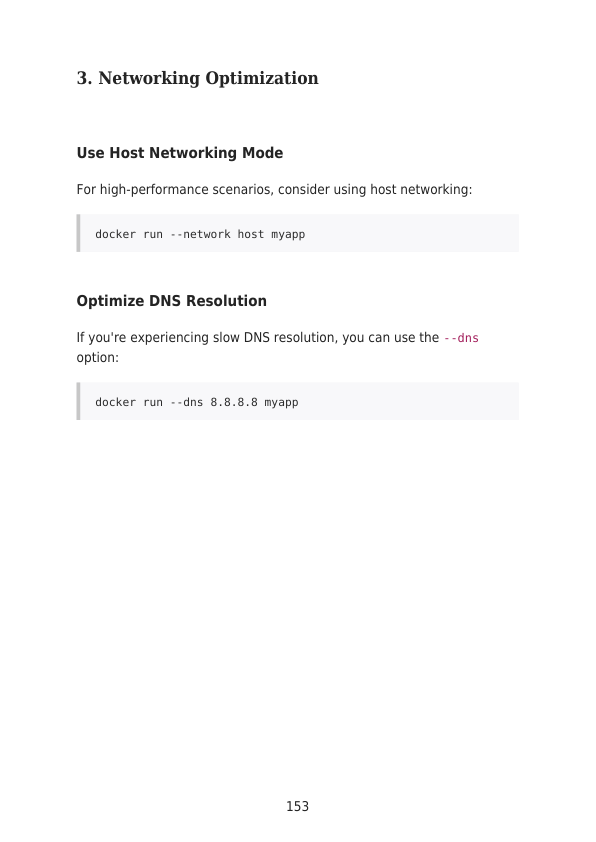 3. Networking Optimization
Use Host Networking Mode
For high-performance scenarios, consider using host networking:
docker run --network host myapp
Optimize DNS Resolution
If you're experiencing slow DNS resolution, you can use the --dns
option:
docker run --dns 8.8.8.8 myapp
153